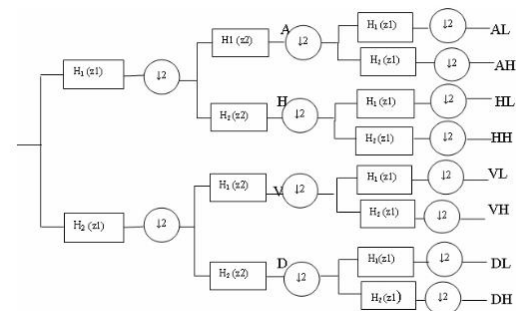 H1(z2) A ↓2 H₁(z1) ↓2 AL
H₁(z1) ↓2 H₂(z1) ↓2 AH
H₂(z2) H ↓2 H₁(z1) ↓2 HL
H₂(z1) ↓2 HH
H₁(z2) V ↓2 H₁(z1) ↓2 VL
H₂(z1) ↓2 H₂(z1) ↓2 VH
H₂(z2) D ↓2 H₁(z1) ↓2 DL
H₂(z1) ↓2 DH